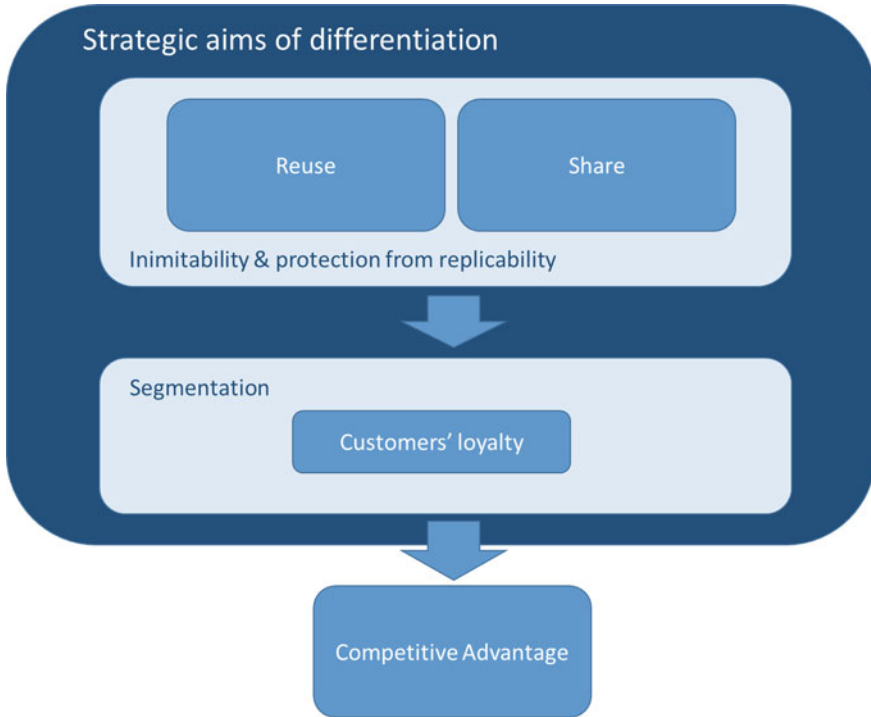 Strategic aims of differentiation
Reuse
Share
Inimitability & protection from replicability
Segmentation
Customers’ loyalty
Competitive Advantage